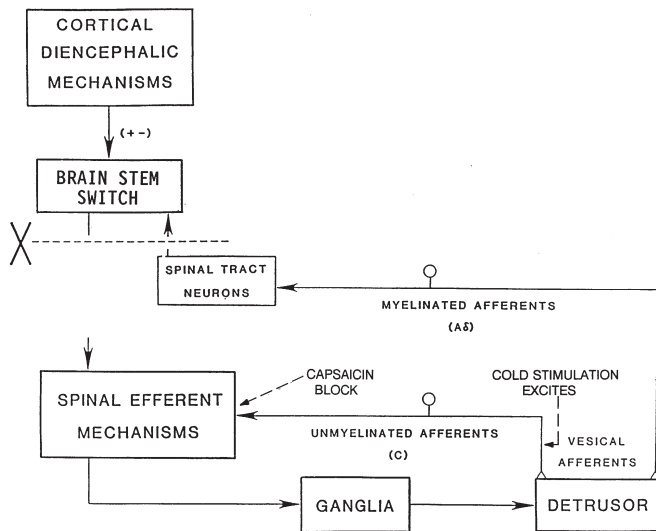 CORTICAL
DIENCEPHALIC
MECHANISMS
(+-)
BRAIN STEM
SWITCH
SPINAL TRACT
NEURONS
MYELINATED AFFERENTS
(Aδ)
CAPSAICIN
BLOCK
COLD STIMULATION
EXCITES
SPINAL EFFERENT
MECHANISMS
UNMYELINATED AFFERENTS
(C)
VESICAL
AFFERENTS
GANGLIA
DETRUSOR